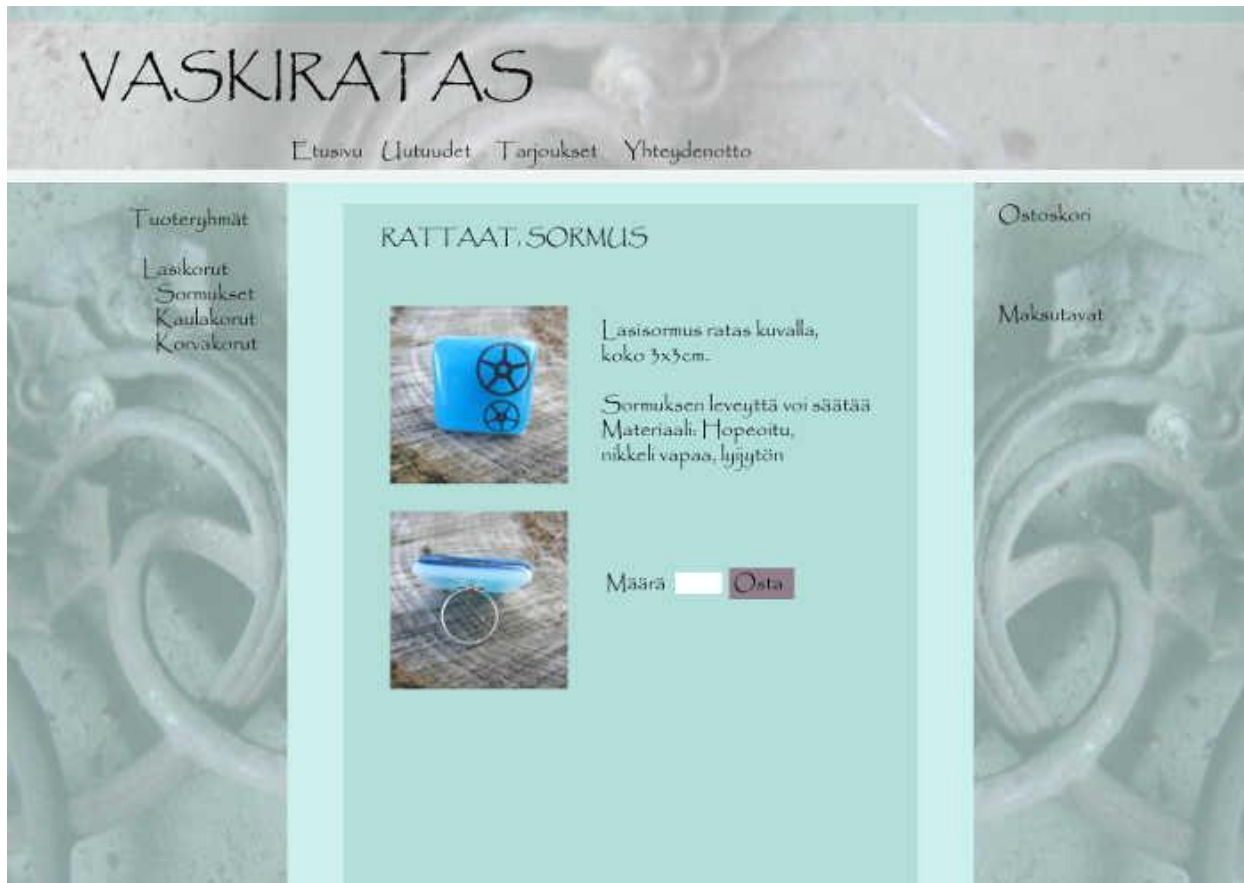 VASKIRATAS
Etusivu Uutuudet Tarjoukset Yhteydenotto
Tuoteryhmät
Lasikorut
Sormukset
Kaulakorut
Korvakorut
RATTAAT, SORMUS
Lasisormus ratas kuvalla,
koko 3x3cm.
Sormuksen leveyttä voi säätää
Materiaali: Hopeoitu,
nikkeli vapaa, lyijytön
Määrä Osta
Ostoskori
Maksutavat